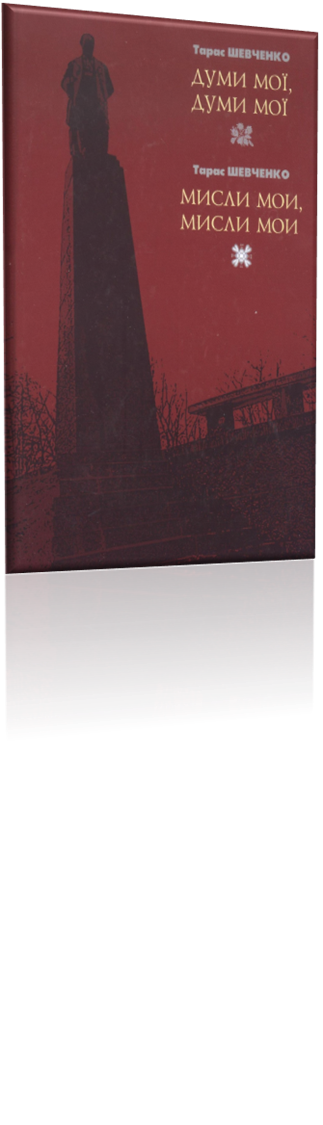 Тарас ШЕВЧЕНКО
ДУМИ МОЇ,
ДУМИ МОЇ
Тарас ШЕВЧЕНКО
МИСЛИ МОИ,
МИСЛИ МОИ